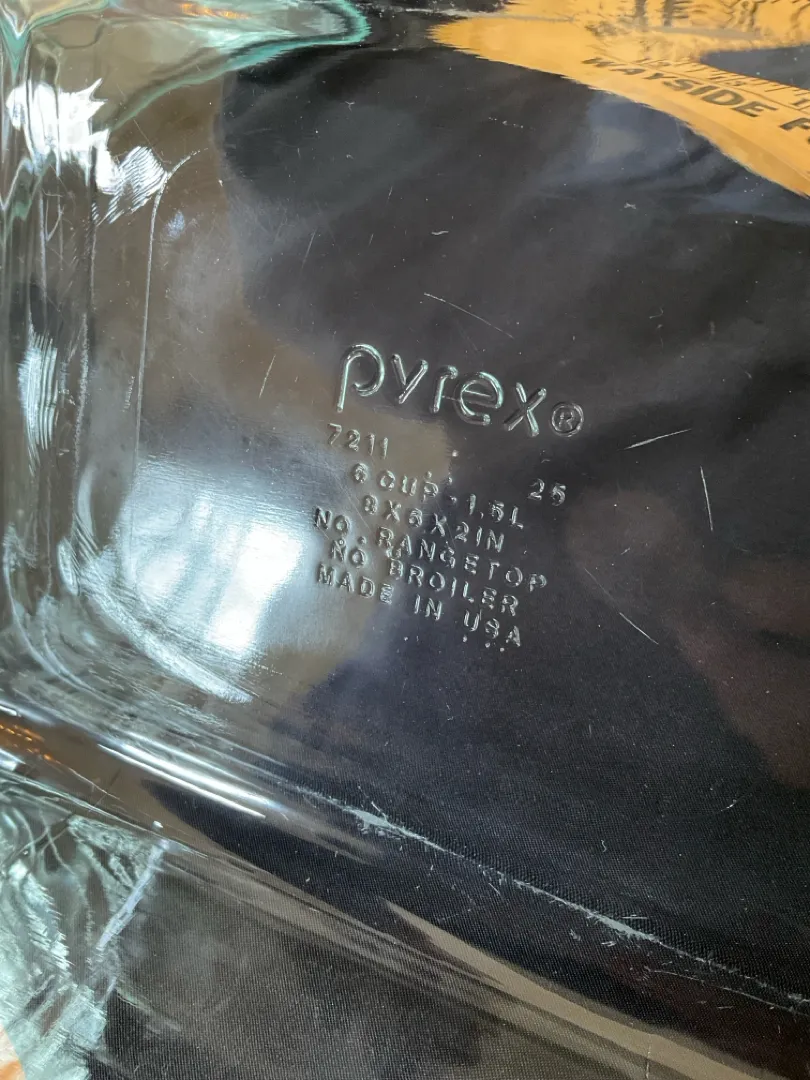 WAYSIDE
pyrex®
7211
25
6 CUP - 1.5L
8X6X2IN
NO RANGETOP
NO BROILER
MADE IN USA